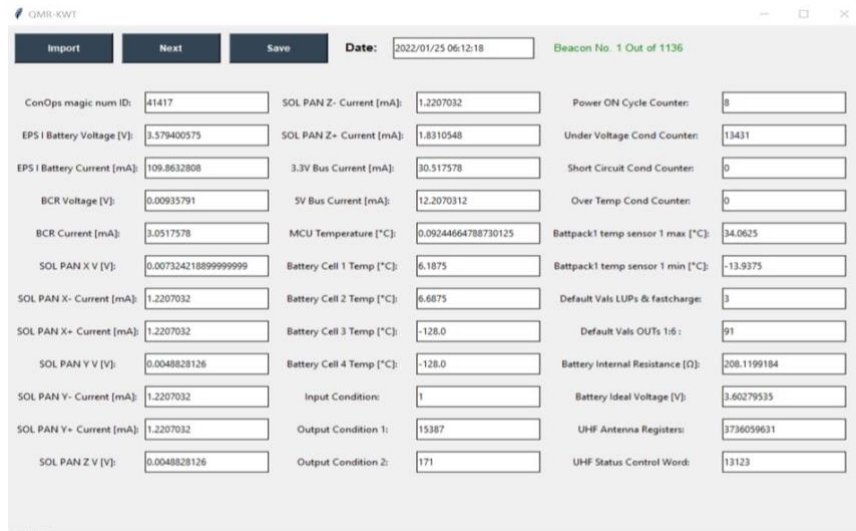 QMR-KWT
Import Next Save Date: 2022/01/25 06:12:18 Beacon No. 1 Out of 1136
ConOps magic num ID: 41417 SOL PAN Z- Current [mA]: 1.2207032 Power ON Cycle Counter: 8
EPS I Battery Voltage [V]: 3.579400575 SOL PAN Z+ Current [mA]: 1.8310548 Under Voltage Cond Counter: 13431
EPS I Battery Current [mA]: 109.8632808 3.3V Bus Current [mA]: 30.517578 Short Circuit Cond Counter: 0
BCR Voltage [V]: 0.00935791 5V Bus Current [mA]: 12.2070312 Over Temp Cond Counter: 0
BCR Current [mA]: 3.0517578 MCU Temperature [°C]: 0.09244664788730125 Battpack1 temp sensor 1 max [°C]: 34.0625
SOL PAN X V [V]: 0.007324218899999999 Battery Cell 1 Temp [°C]: 6.1875 Battpack1 temp sensor 1 min [°C]: -13.9375
SOL PAN X- Current [mA]: 1.2207032 Battery Cell 2 Temp [°C]: 6.6875 Default Vals LUPs & fastcharge: 3
SOL PAN X+ Current [mA]: 1.2207032 Battery Cell 3 Temp [°C]: -128.0 Default Vals OUTs 1:6 : 91
SOL PAN Y V [V]: 0.0048828126 Battery Cell 4 Temp [°C]: -128.0 Battery Internal Resistance [Ω]: 208.1199184
SOL PAN Y- Current [mA]: 1.2207032 Input Condition: 1 Battery Ideal Voltage [V]: 3.60279535
SOL PAN Y+ Current [mA]: 1.2207032 Output Condition 1: 15387 UHF Antenna Registers: 3736059631
SOL PAN Z V [V]: 0.0048828126 Output Condition 2: 171 UHF Status Control Word: 13123